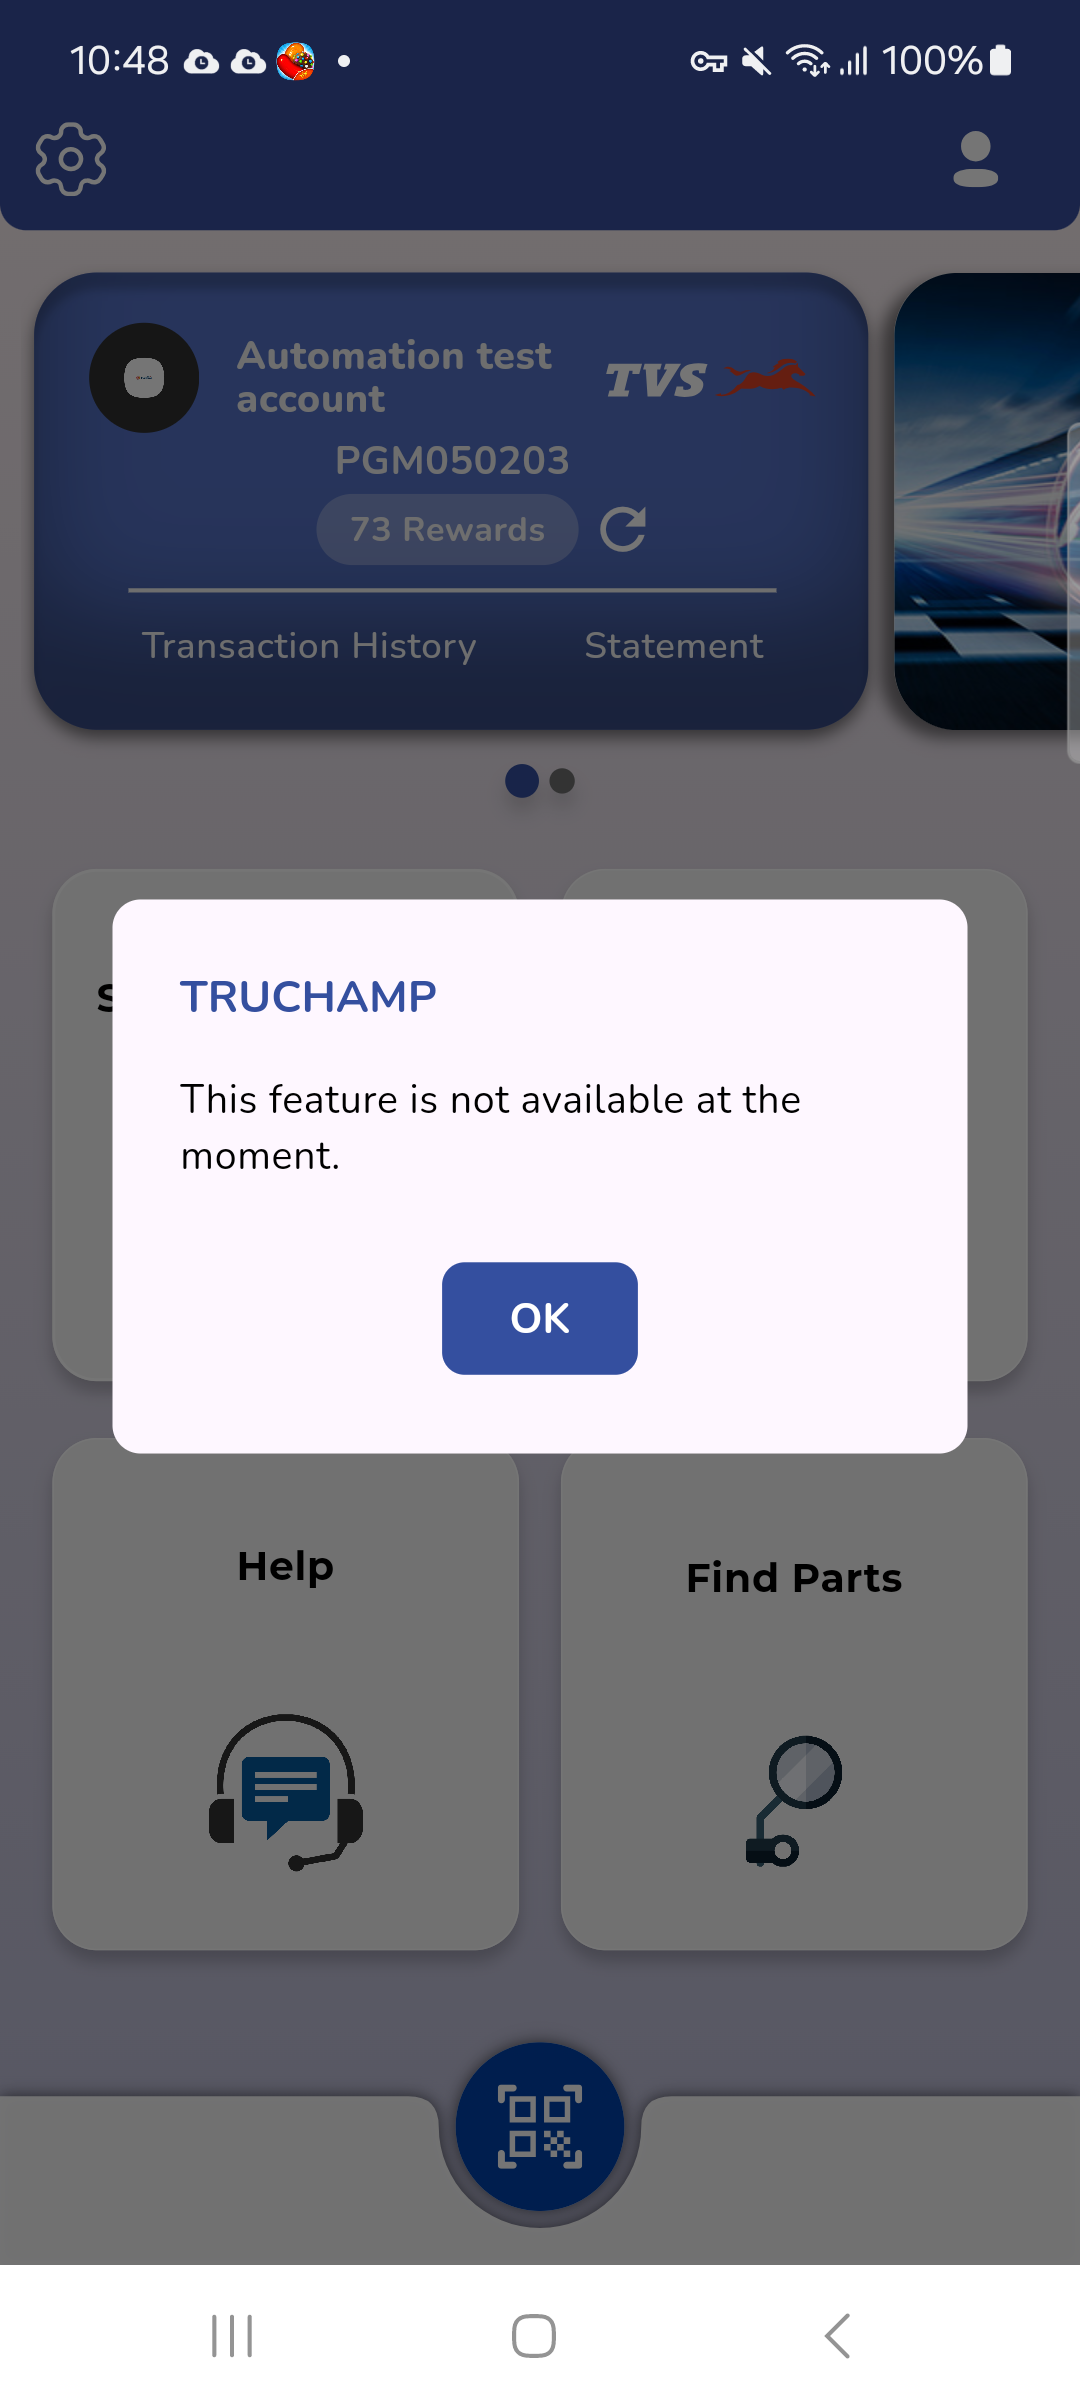 10:48
100%
Automation test
account
TVS
PGM050203
73 Rewards
Transaction History
Statement
S
TRUCHAMP
This feature is not available at the
moment.
OK
Help
Find Parts